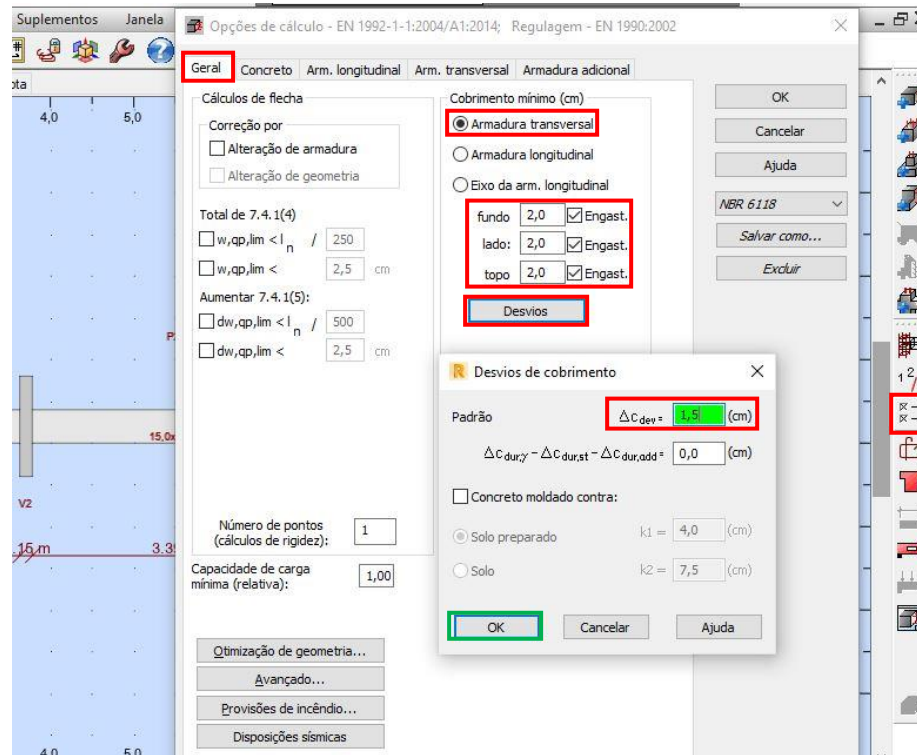 Suplementos Janela
Opções de cálculo - EN 1992-1-1:2004/A1:2014; Regulagem - EN 1990:2002
Geral Concreto Arm. longitudinal Arm. transversal Armadura adicional
4,0 5,0
Cálculos de flecha
Correção por
Alteração de armadura
Alteração de geometria
Total de 7.4.1(4)
w,qp,lim < l n / 250
w,qp,lim < 2,5 cm
Aumentar 7.4.1(5):
dw,qp,lim < l n / 500
dw,qp,lim < 2,5 cm
Número de pontos
(cálculos de rigidez): 1
Capacidade de carga
mínima (relativa): 1,00
Otimização de geometria...
Avançado...
Provisões de incêndio...
Disposições sísmicas
Cobrimento mínimo (cm)
Armadura transversal
Armadura longitudinal
Eixo da arm. longitudinal
fundo 2,0 Engast.
lado: 2,0 Engast.
topo 2,0 Engast.
Desvios
OK
Cancelar
Ajuda
NBR 6118
Salvar como...
Excluir
R Desvios de cobrimento
Padrão Δc dev = 1,5 (cm)
Δc dur,γ - Δc dur,st - Δc dur,add = 0,0 (cm)
Concreto moldado contra:
Solo preparado k1 = 4,0 (cm)
Solo k2 = 7,5 (cm)
OK Cancelar Ajuda
15,0x
V2
.15 m 3.3
4,0 5,0